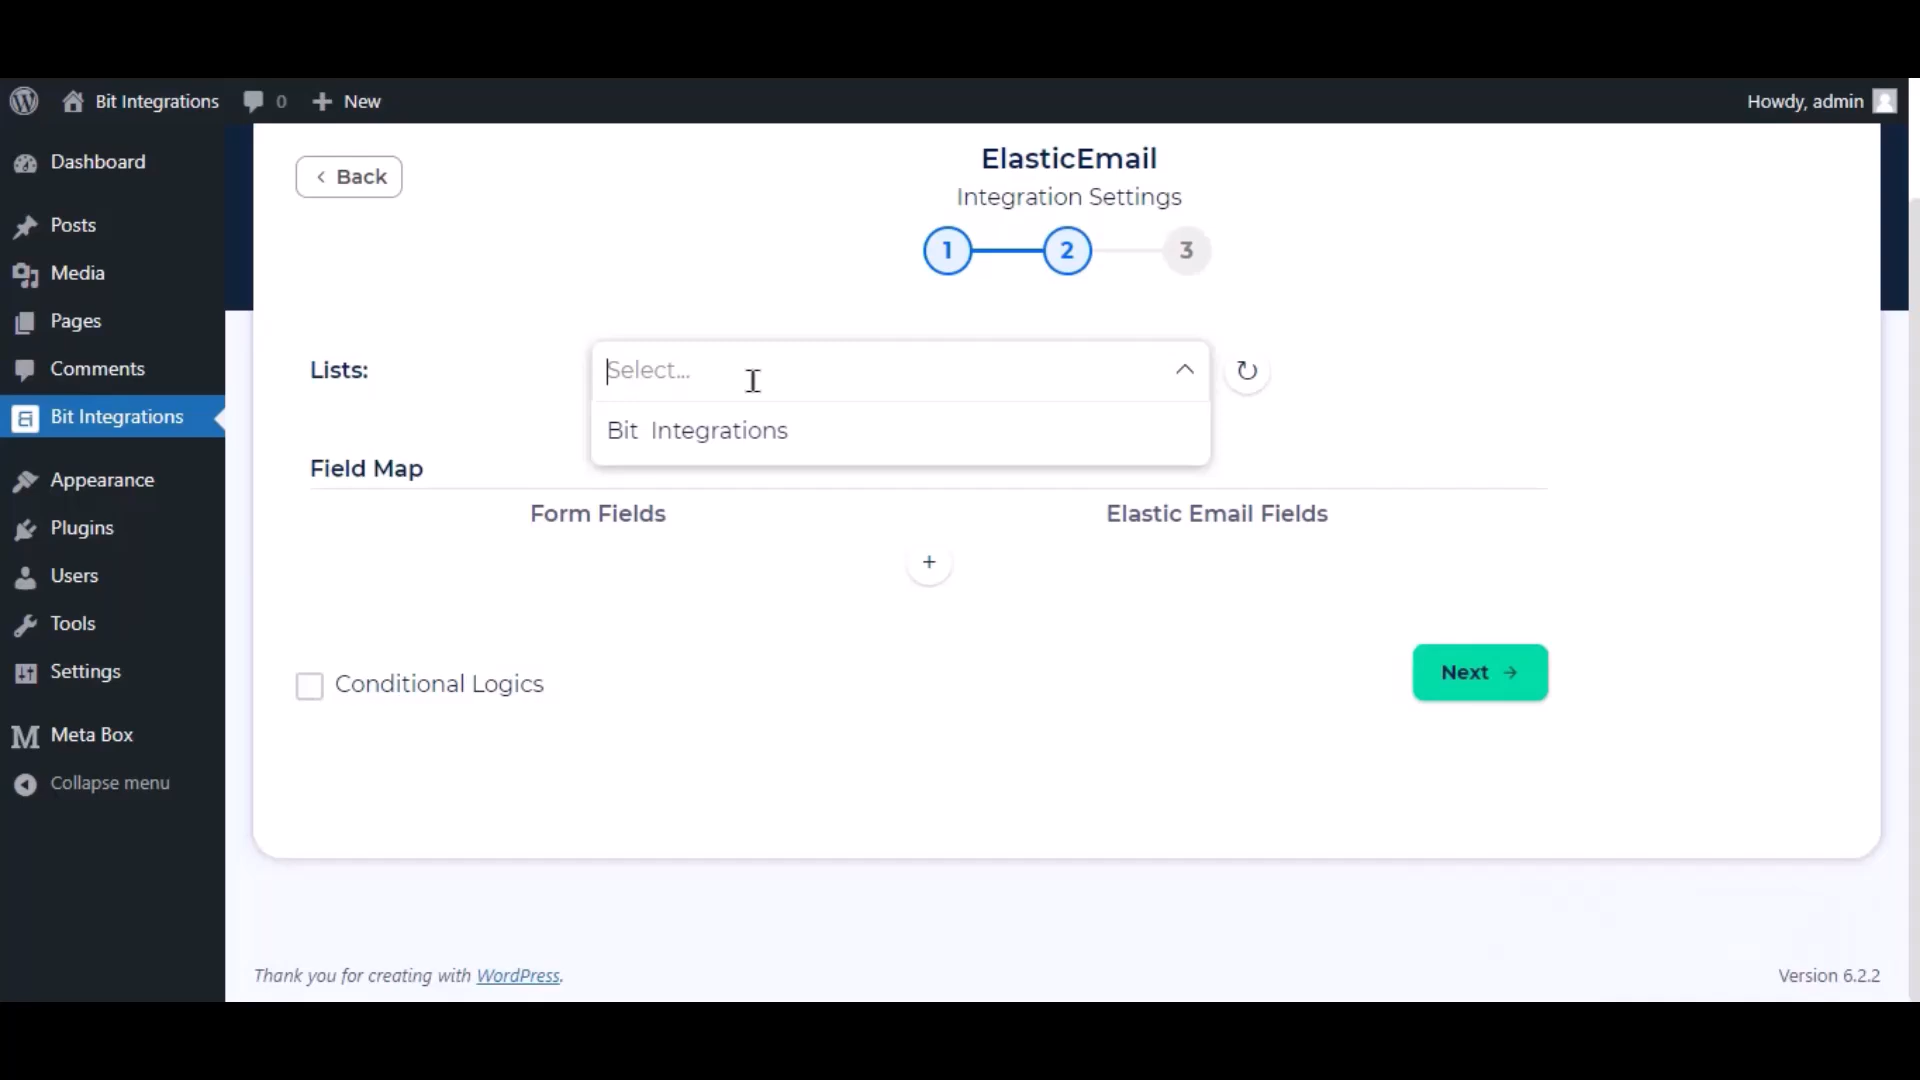 Bit Integrations 0 New Howdy, admin
Dashboard
Posts
Media
Pages
Comments
Bit Integrations
Appearance
Plugins
Users
Tools
Settings
Meta Box
Collapse menu
Back
ElasticEmail
Integration Settings
1 2 3
Lists: Select...
Bit Integrations
Field Map
Form Fields Elastic Email Fields
+
Conditional Logics
Next →
Thank you for creating with WordPress. Version 6.2.2